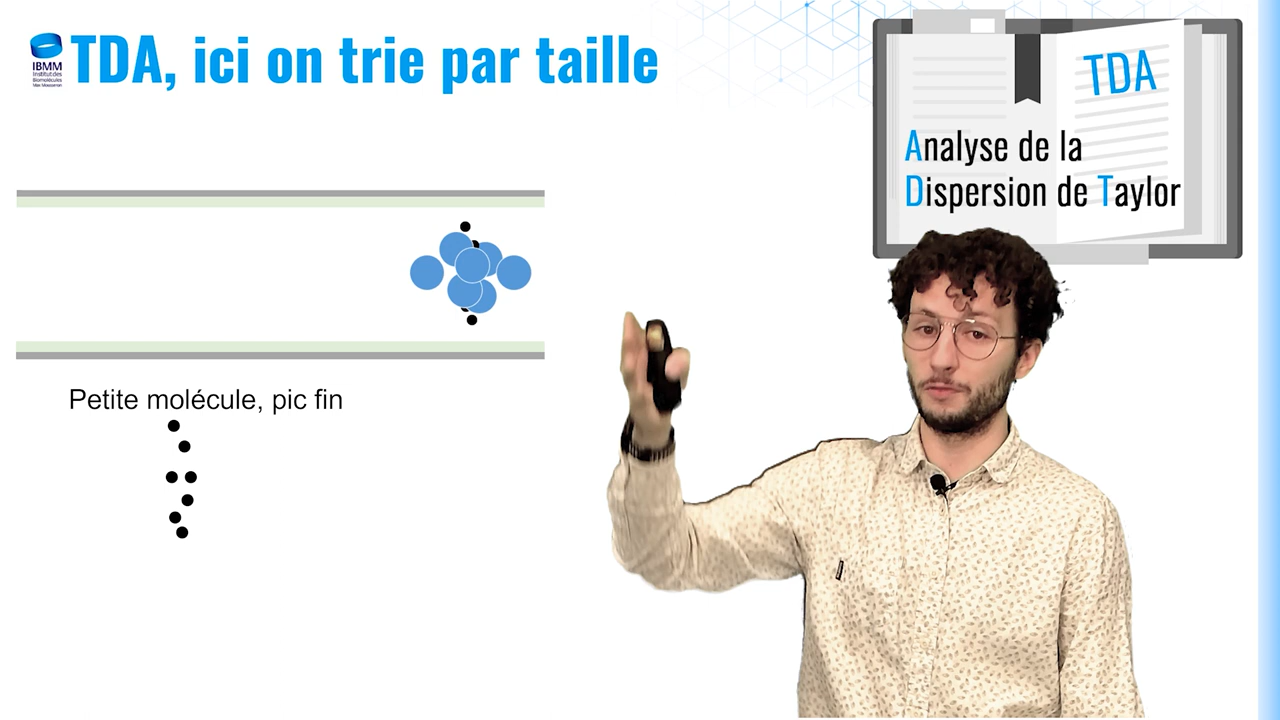 TDA, ici on trie par taille
IBMM
Institut des
Biomolécules
Max Mousseron
TDA
Analyse de la
Dispersion de Taylor
Petite molécule, pic fin